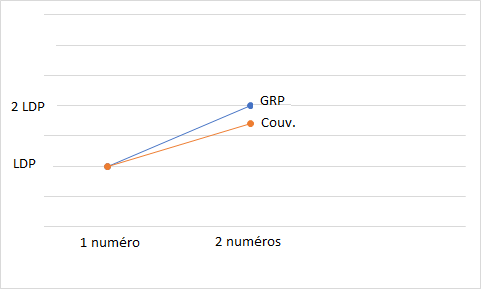 GRP
2 LDP
Couv.
LDP
1 numéro
2 numéros